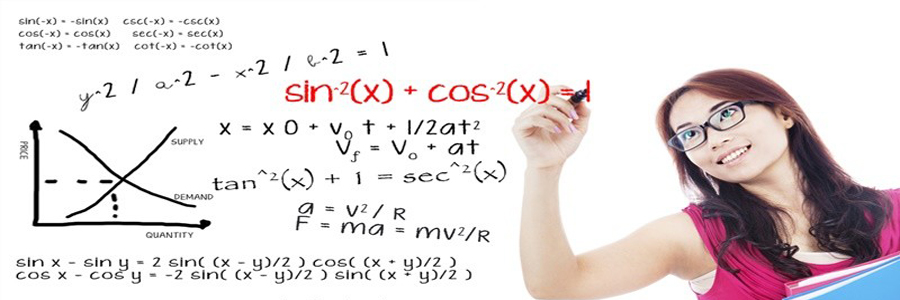 sin(-x) = -sin(x) csc(-x) = -csc(x)
cos(-x) = cos(x) sec(-x) = sec(x)
tan(-x) = -tan(x) cot(-x) = -cot(x)
y^2 / a^2 - x^2 / b^2 = 1
sin^2(x) + cos^2(x) = 1
x = x 0 + v₀ t + 1/2at²
V_f = V₀ + at
tan^2(x) + 1 = sec^2(x)
a = v²/ R
F = ma = mv²/R
PRICE
SUPPLY
DEMAND
QUANTITY
sin x - sin y = 2 sin( (x - y)/2 ) cos( (x + y)/2 )
cos x - cos y = -2 sin( (x - y)/2 ) sin( (x + y)/2 )